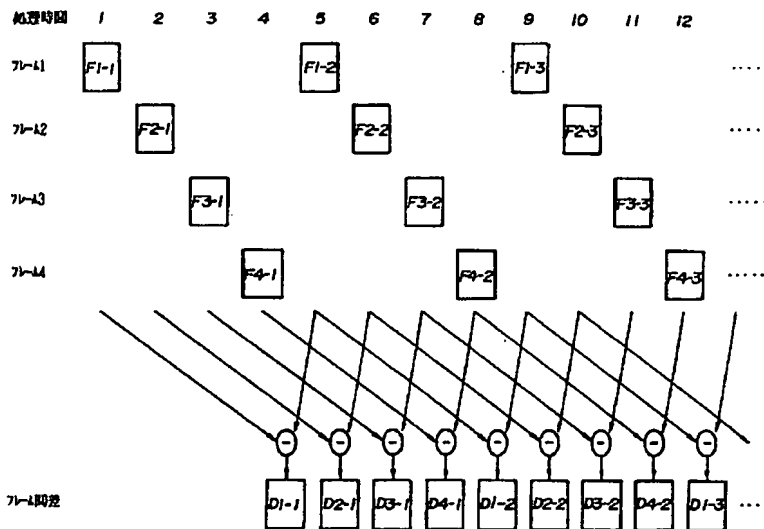 処理時間 1 2 3 4 5 6 7 8 9 10 11 12
フレーム1 F1-1 F1-2 F1-3 ....
フレーム2 F2-1 F2-2 F2-3 ....
フレーム3 F3-1 F3-2 F3-3 ....
フレーム4 F4-1 F4-2 F4-3 .....
- - - - - - - - -
フレーム間差 D1-1 D2-1 D3-1 D4-1 D1-2 D2-2 D3-2 D4-2 D1-3 ...